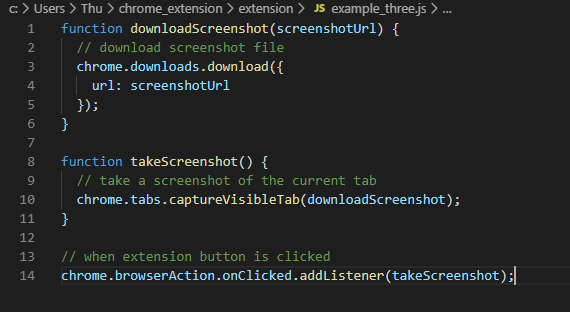 c: > Users > Thu > chrome_extension > extension > JS example_three.js > ...
1 function downloadScreenshot(screenshotUrl) {
2   // download screenshot file
3   chrome.downloads.download({
4     url: screenshotUrl
5   });
6 }
7
8 function takeScreenshot() {
9   // take a screenshot of the current tab
10   chrome.tabs.captureVisibleTab(downloadScreenshot);
11 }
12
13 // when extension button is clicked
14 chrome.browserAction.onClicked.addListener(takeScreenshot);